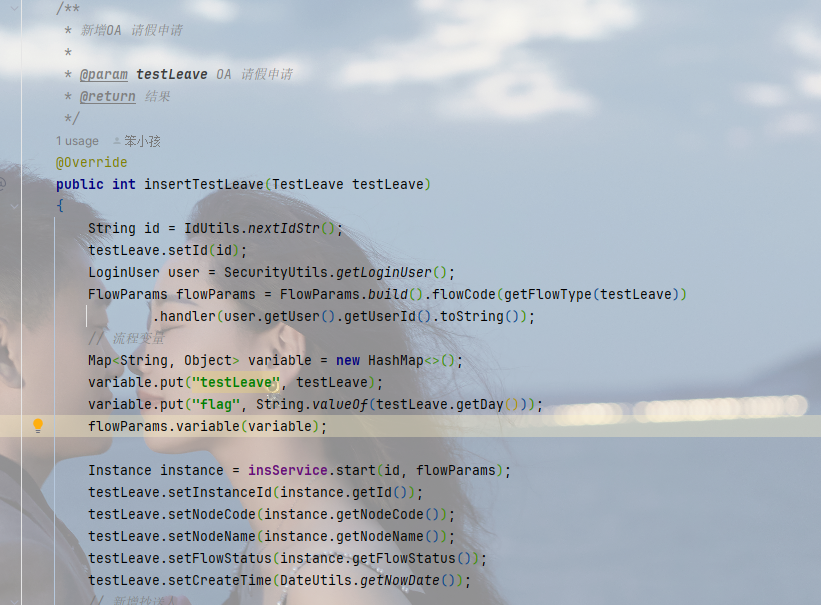 /**
 * 新增OA 请假申请
 *
 * @param testLeave OA 请假申请
 * @return 结果
 */
1 usage 笨小孩
@Override
public int insertTestLeave(TestLeave testLeave)
{
    String id = IdUtils.nextIdStr();
    testLeave.setId(id);
    LoginUser user = SecurityUtils.getLoginUser();
    FlowParams flowParams = FlowParams.build().flowCode(getFlowType(testLeave))
            .handler(user.getUser().getUserId().toString());
    // 流程变量
    Map<String, Object> variable = new HashMap<>();
    variable.put("testLeave", testLeave);
    variable.put("flag", String.valueOf(testLeave.getDay()));
    flowParams.variable(variable);

    Instance instance = insService.start(id, flowParams);
    testLeave.setInstanceId(instance.getId());
    testLeave.setNodeCode(instance.getNodeCode());
    testLeave.setNodeName(instance.getNodeName());
    testLeave.setFlowStatus(instance.getFlowStatus());
    testLeave.setCreateTime(DateUtils.getNowDate());
    // 新增抄送人